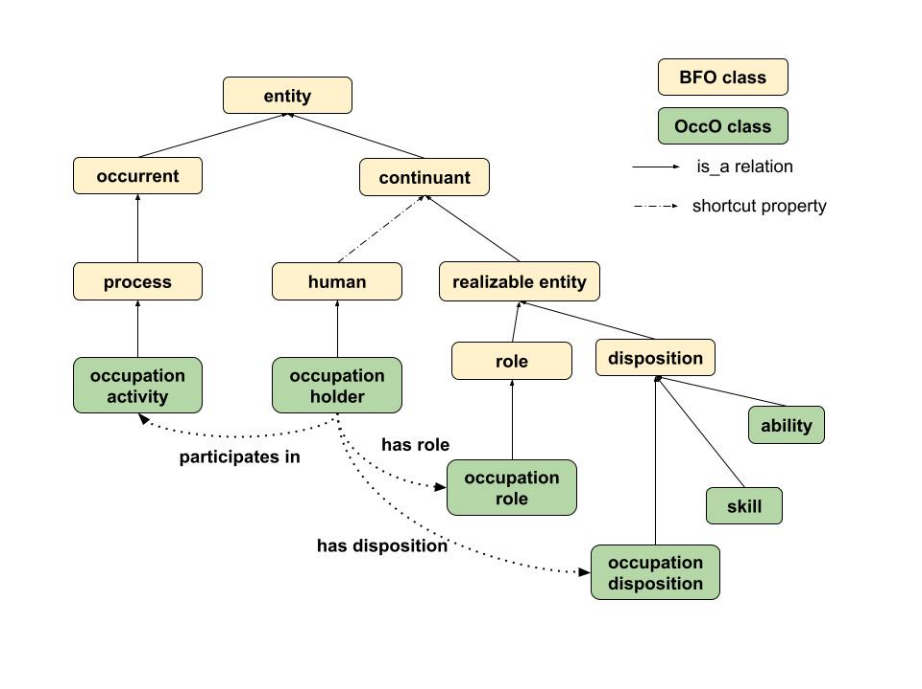 BFO class
entity
OccO class
is_a relation
occurrent
continuant
shortcut property
process
human
realizable entity
role
disposition
occupation
activity
occupation
holder
ability
has role
participates in
occupation
role
skill
has disposition
occupation
disposition